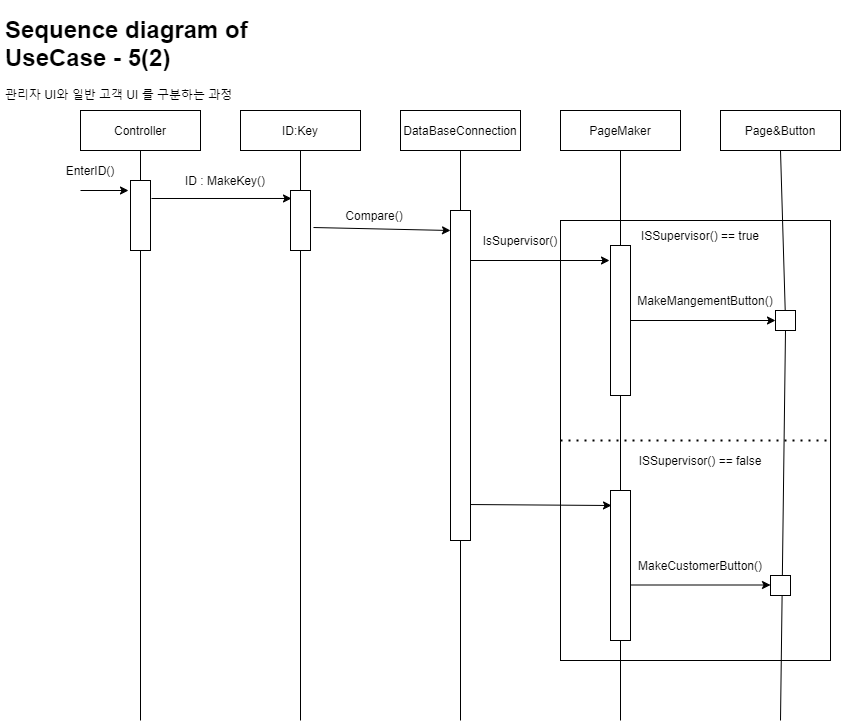 Sequence diagram of
UseCase - 5(2)
관리자 UI와 일반 고객 UI 를 구분하는 과정
Controller
ID:Key
DataBaseConnection
PageMaker
Page&Button
EnterID()
ID : MakeKey()
Compare()
IsSupervisor()
ISSupervisor() == true
MakeMangementButton()
ISSupervisor() == false
MakeCustomerButton()